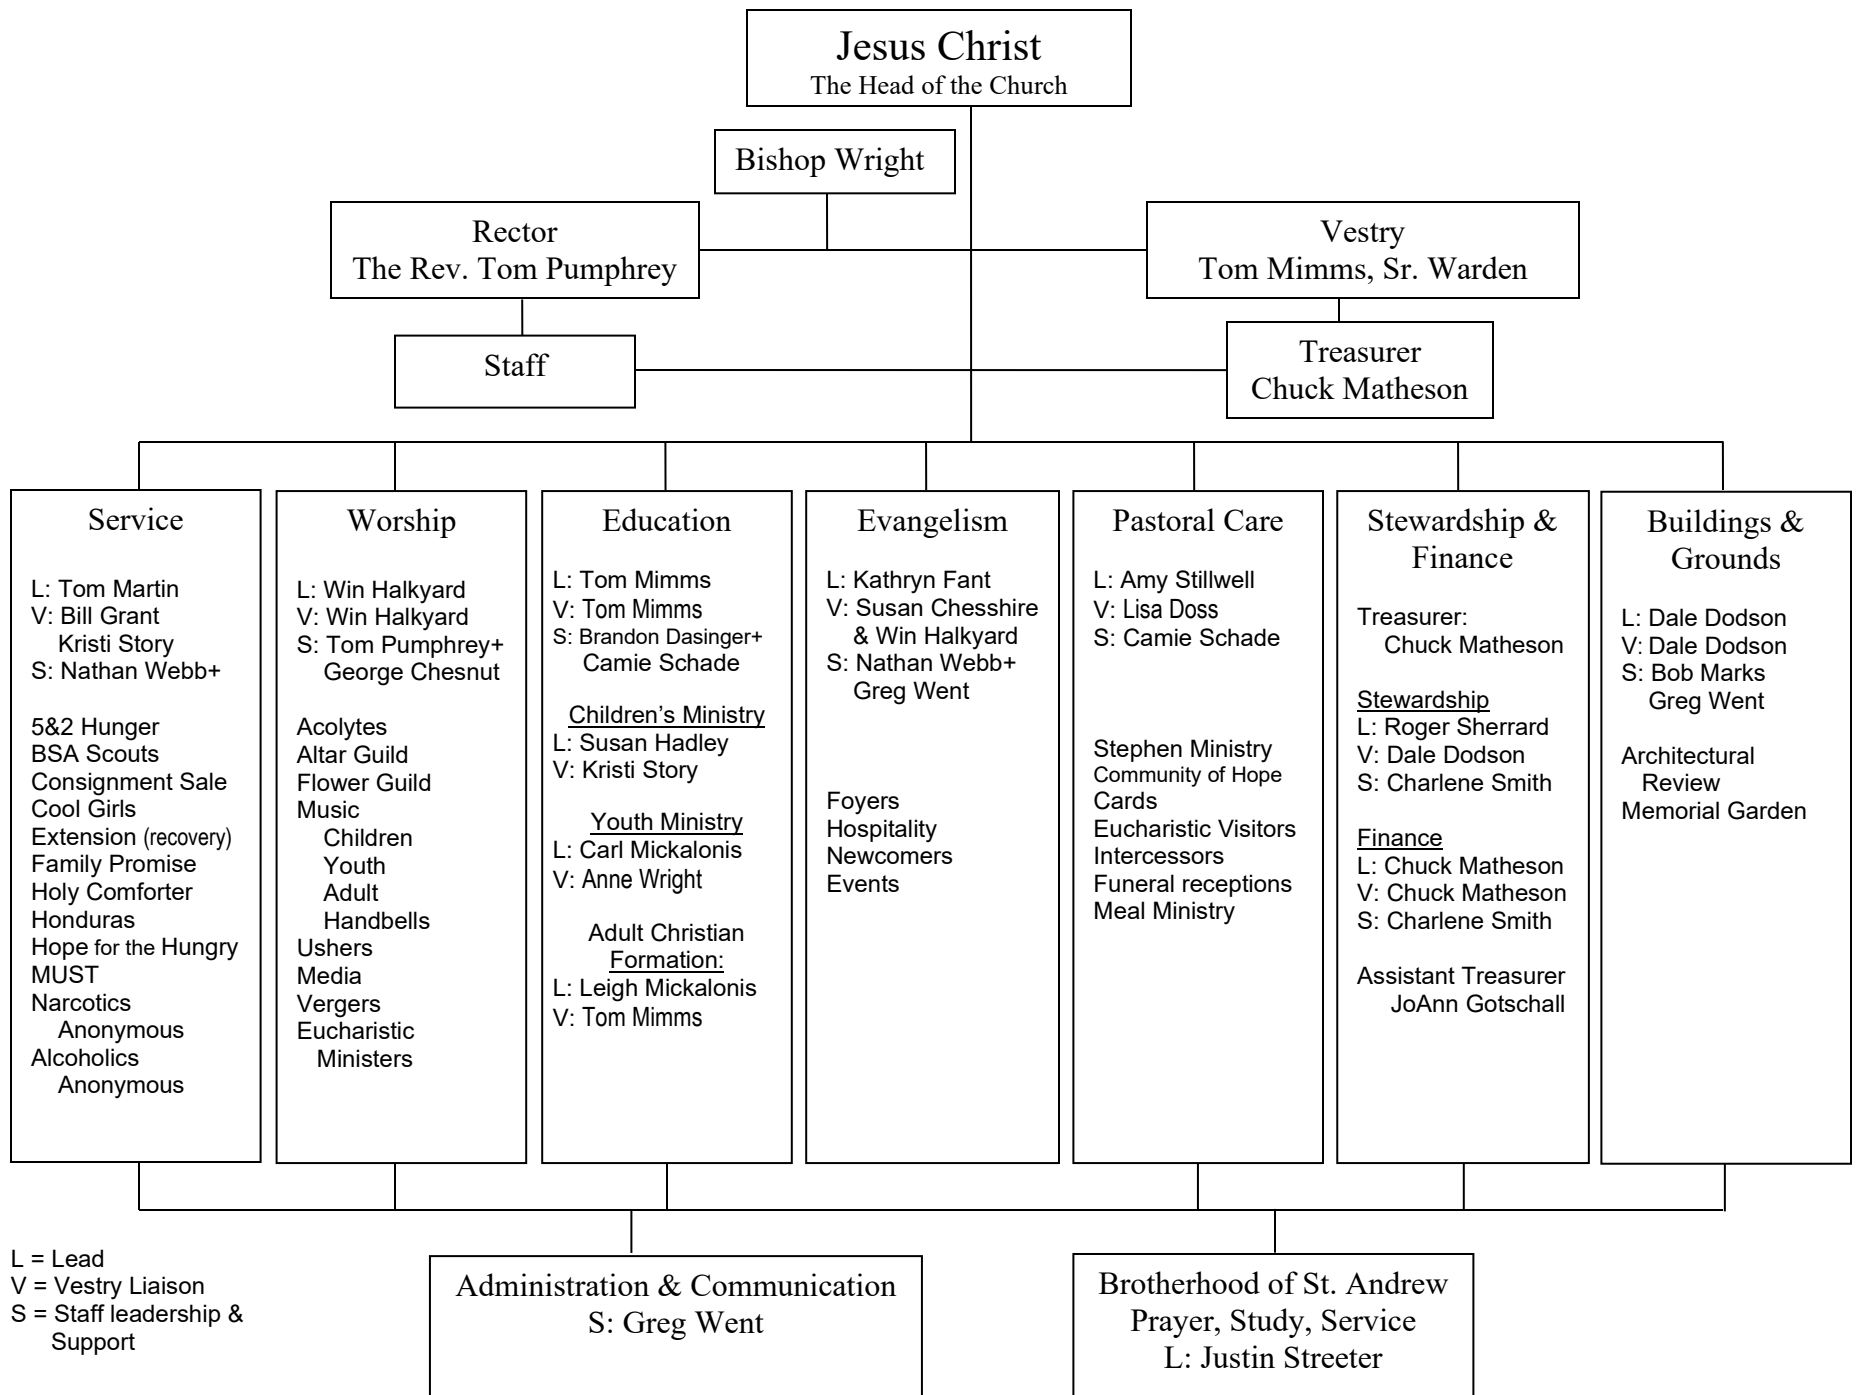 Jesus Christ
The Head of the Church
Bishop Wright
Rector
The Rev. Tom Pumphrey
Vestry
Tom Mimms, Sr. Warden
Staff
Treasurer
Chuck Matheson
Service
L: Tom Martin
V: Bill Grant
Kristi Story
S: Nathan Webb+
5&2 Hunger
BSA Scouts
Consignment Sale
Cool Girls
Extension (recovery)
Family Promise
Holy Comforter
Honduras
Hope for the Hungry
MUST
Narcotics
Anonymous
Alcoholics
Anonymous
Worship
L: Win Halkyard
V: Win Halkyard
S: Tom Pumphrey+
George Chesnut
Acolytes
Altar Guild
Flower Guild
Music
Children
Youth
Adult
Handbells
Ushers
Media
Vergers
Eucharistic
Ministers
Education
L: Tom Mimms
V: Tom Mimms
S: Brandon Dasinger+
Camie Schade
Children’s Ministry
L: Susan Hadley
V: Kristi Story
Youth Ministry
L: Carl Mickalonis
V: Anne Wright
Adult Christian
Formation:
L: Leigh Mickalonis
V: Tom Mimms
Evangelism
L: Kathryn Fant
V: Susan Chesshire
& Win Halkyard
S: Nathan Webb+
Greg Went
Foyers
Hospitality
Newcomers
Events
Pastoral Care
L: Amy Stillwell
V: Lisa Doss
S: Camie Schade
Stephen Ministry
Community of Hope
Cards
Eucharistic Visitors
Intercessors
Funeral receptions
Meal Ministry
Stewardship &
Finance
Treasurer:
Chuck Matheson
Stewardship
L: Roger Sherrard
V: Dale Dodson
S: Charlene Smith
Finance
L: Chuck Matheson
V: Chuck Matheson
S: Charlene Smith
Assistant Treasurer
JoAnn Gotschall
Buildings &
Grounds
L: Dale Dodson
V: Dale Dodson
S: Bob Marks
Greg Went
Architectural
Review
Memorial Garden
L = Lead
V = Vestry Liaison
S = Staff leadership &
Support
Administration & Communication
S: Greg Went
Brotherhood of St. Andrew
Prayer, Study, Service
L: Justin Streeter